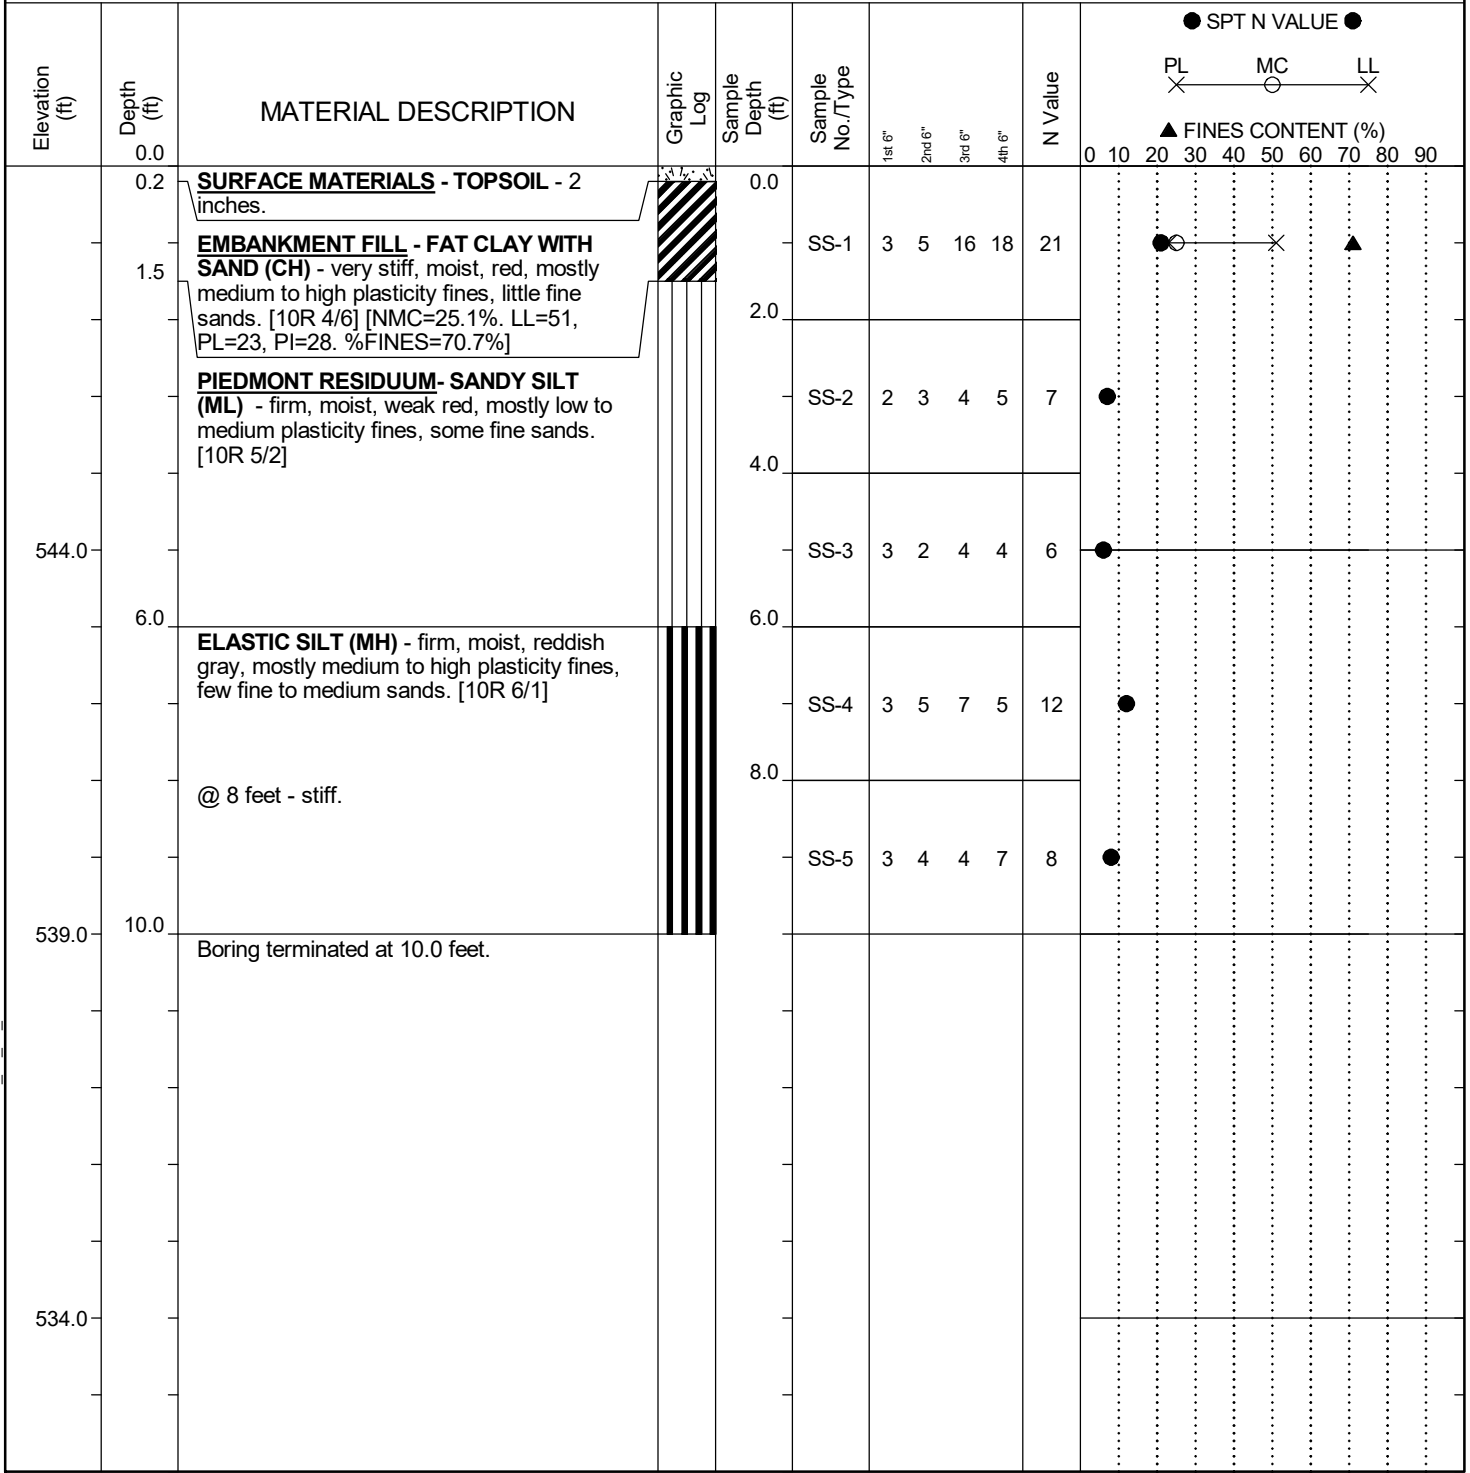 ● SPT N VALUE ●
PL MC LL
▲ FINES CONTENT (%)
0 10 20 30 40 50 60 70 80 90
Elevation
(ft)
Depth
(ft)
0.0
MATERIAL DESCRIPTION
Graphic
Log
Sample
Depth
(ft)
Sample
No./Type
1st 6"
2nd 6"
3rd 6"
4th 6"
N Value
0.2
SURFACE MATERIALS - TOPSOIL - 2
inches.
0.0
EMBANKMENT FILL - FAT CLAY WITH
SAND (CH) - very stiff, moist, red, mostly
medium to high plasticity fines, little fine
sands. [10R 4/6] [NMC=25.1%. LL=51,
PL=23, PI=28. %FINES=70.7%]
SS-1 3 5 16 18 21
1.5
2.0
PIEDMONT RESIDUUM- SANDY SILT
(ML) - firm, moist, weak red, mostly low to
medium plasticity fines, some fine sands.
[10R 5/2]
SS-2 2 3 4 5 7
4.0
544.0
SS-3 3 2 4 4 6
6.0
6.0
ELASTIC SILT (MH) - firm, moist, reddish
gray, mostly medium to high plasticity fines,
few fine to medium sands. [10R 6/1]
SS-4 3 5 7 5 12
8.0
@ 8 feet - stiff.
SS-5 3 4 4 7 8
539.0
10.0
Boring terminated at 10.0 feet.
534.0